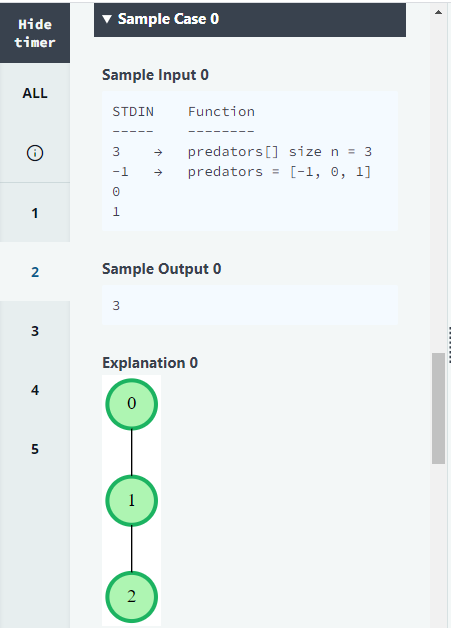 Hide
timer
ALL
1
2
3
4
5
▼ Sample Case 0
Sample Input 0
STDIN Function
----- --------
3 → predators[] size n = 3
-1 → predators = [-1, 0, 1]
0
1
Sample Output 0
3
Explanation 0
0
1
2